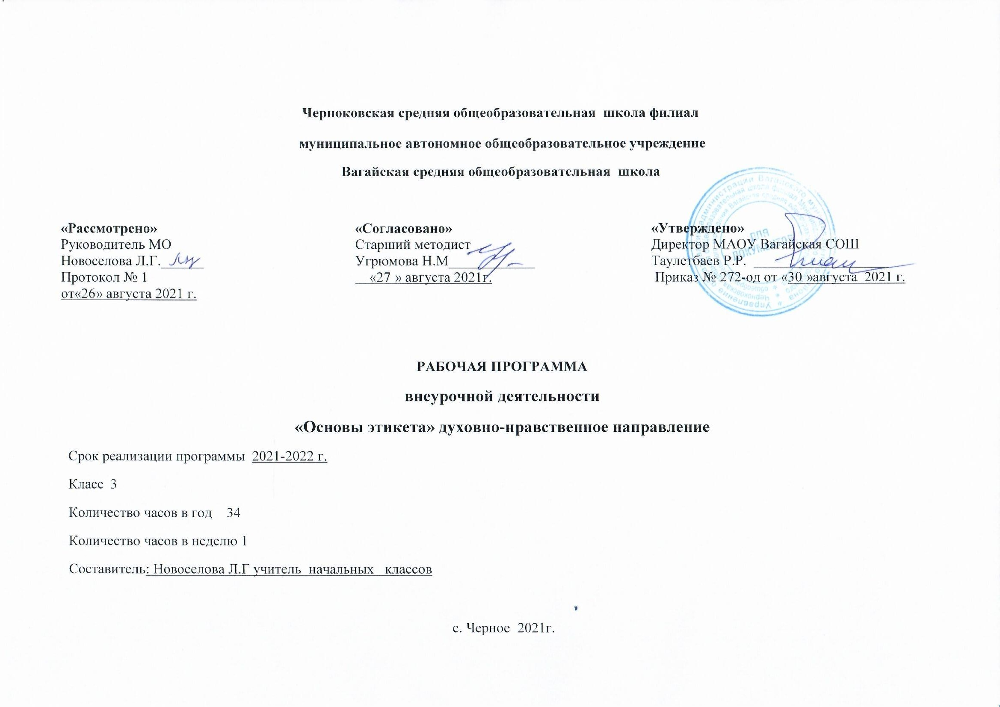 Черноковская средняя общеобразовательная школа филиал
муниципальное автономное общеобразовательное учреждение
Вагайская средняя общеобразовательная школа
«Рассмотрено»
Руководитель МО
Новоселова Л.Г.______
Протокол № 1
от«26» августа 2021 г.
«Согласовано»
Старший методист
Угрюмова Н.М____________
«27 » августа 2021г.
«Утверждено»
Директор МАОУ Вагайская СОШ
Таулетбаев Р.Р. ___________________
Приказ № 272-од от «30 »августа 2021 г.
ДЛЯ
ДОКУМЕНТОВ
РАБОЧАЯ ПРОГРАММА
внеурочной деятельности
«Основы этикета» духовно-нравственное направление
Срок реализации программы 2021-2022 г.
Класс 3
Количество часов в год 34
Количество часов в неделю 1
Составитель: Новоселова Л.Г учитель начальных классов
с. Черное 2021г.